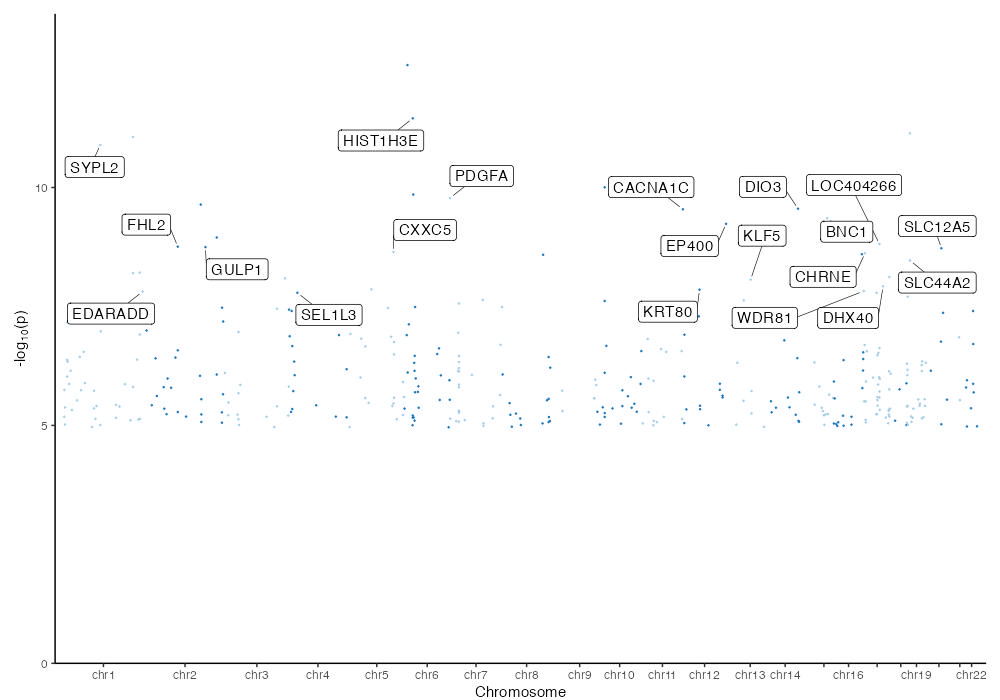 HIST1H3E
SYPL2
PDGFA
CACNA1C
DIO3
LOC404266
10
FHL2
CXXC5
EP400
KLF5
BNC1
SLC12A5
GULP1
CHRNE
SLC44A2
EDARADD
SEL1L3
KRT80
WDR81
DHX40
-log10(p)
5
0
chr1 chr2 chr3 chr4 chr5 chr6 chr7 chr8 chr9 chr10 chr11 chr12 chr13 chr14 chr16 chr19 chr22
Chromosome